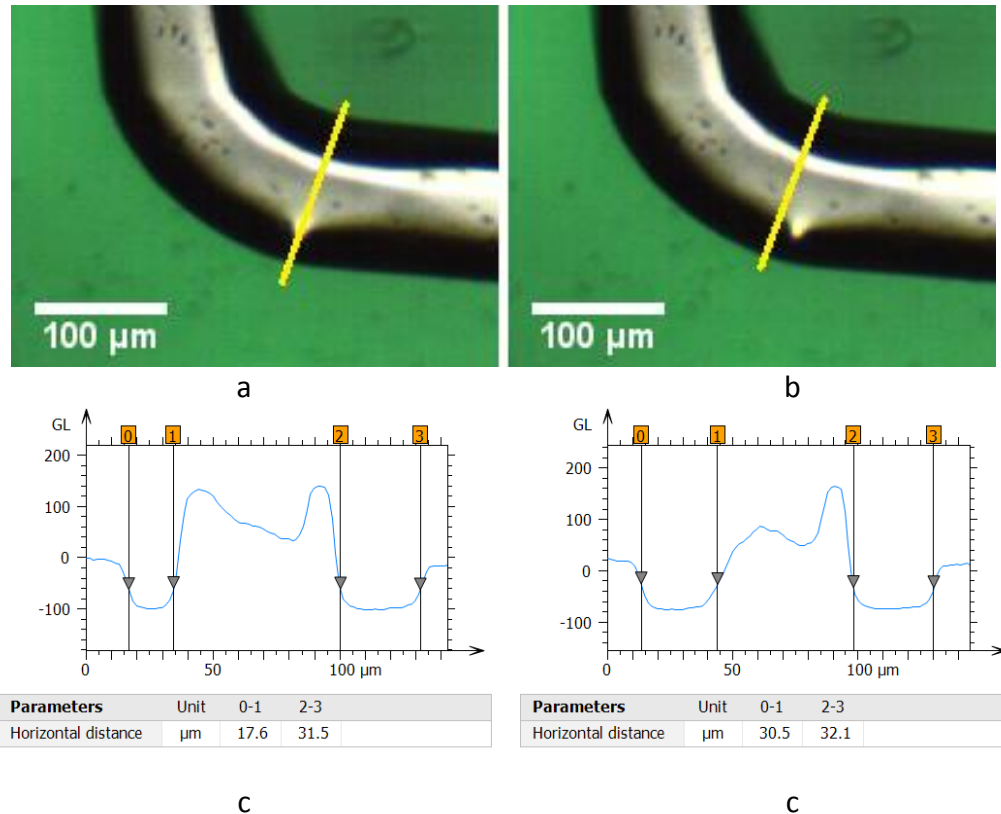 100 µm
100 µm
a
b
GL
0 1 2 3
200
100
0
-100
0 50 100 µm
Parameters Unit 0-1 2-3
Horizontal distance µm 17.6 31.5
GL
0 1 2 3
200
100
0
-100
0 50 100 µm
Parameters Unit 0-1 2-3
Horizontal distance µm 30.5 32.1
c
c